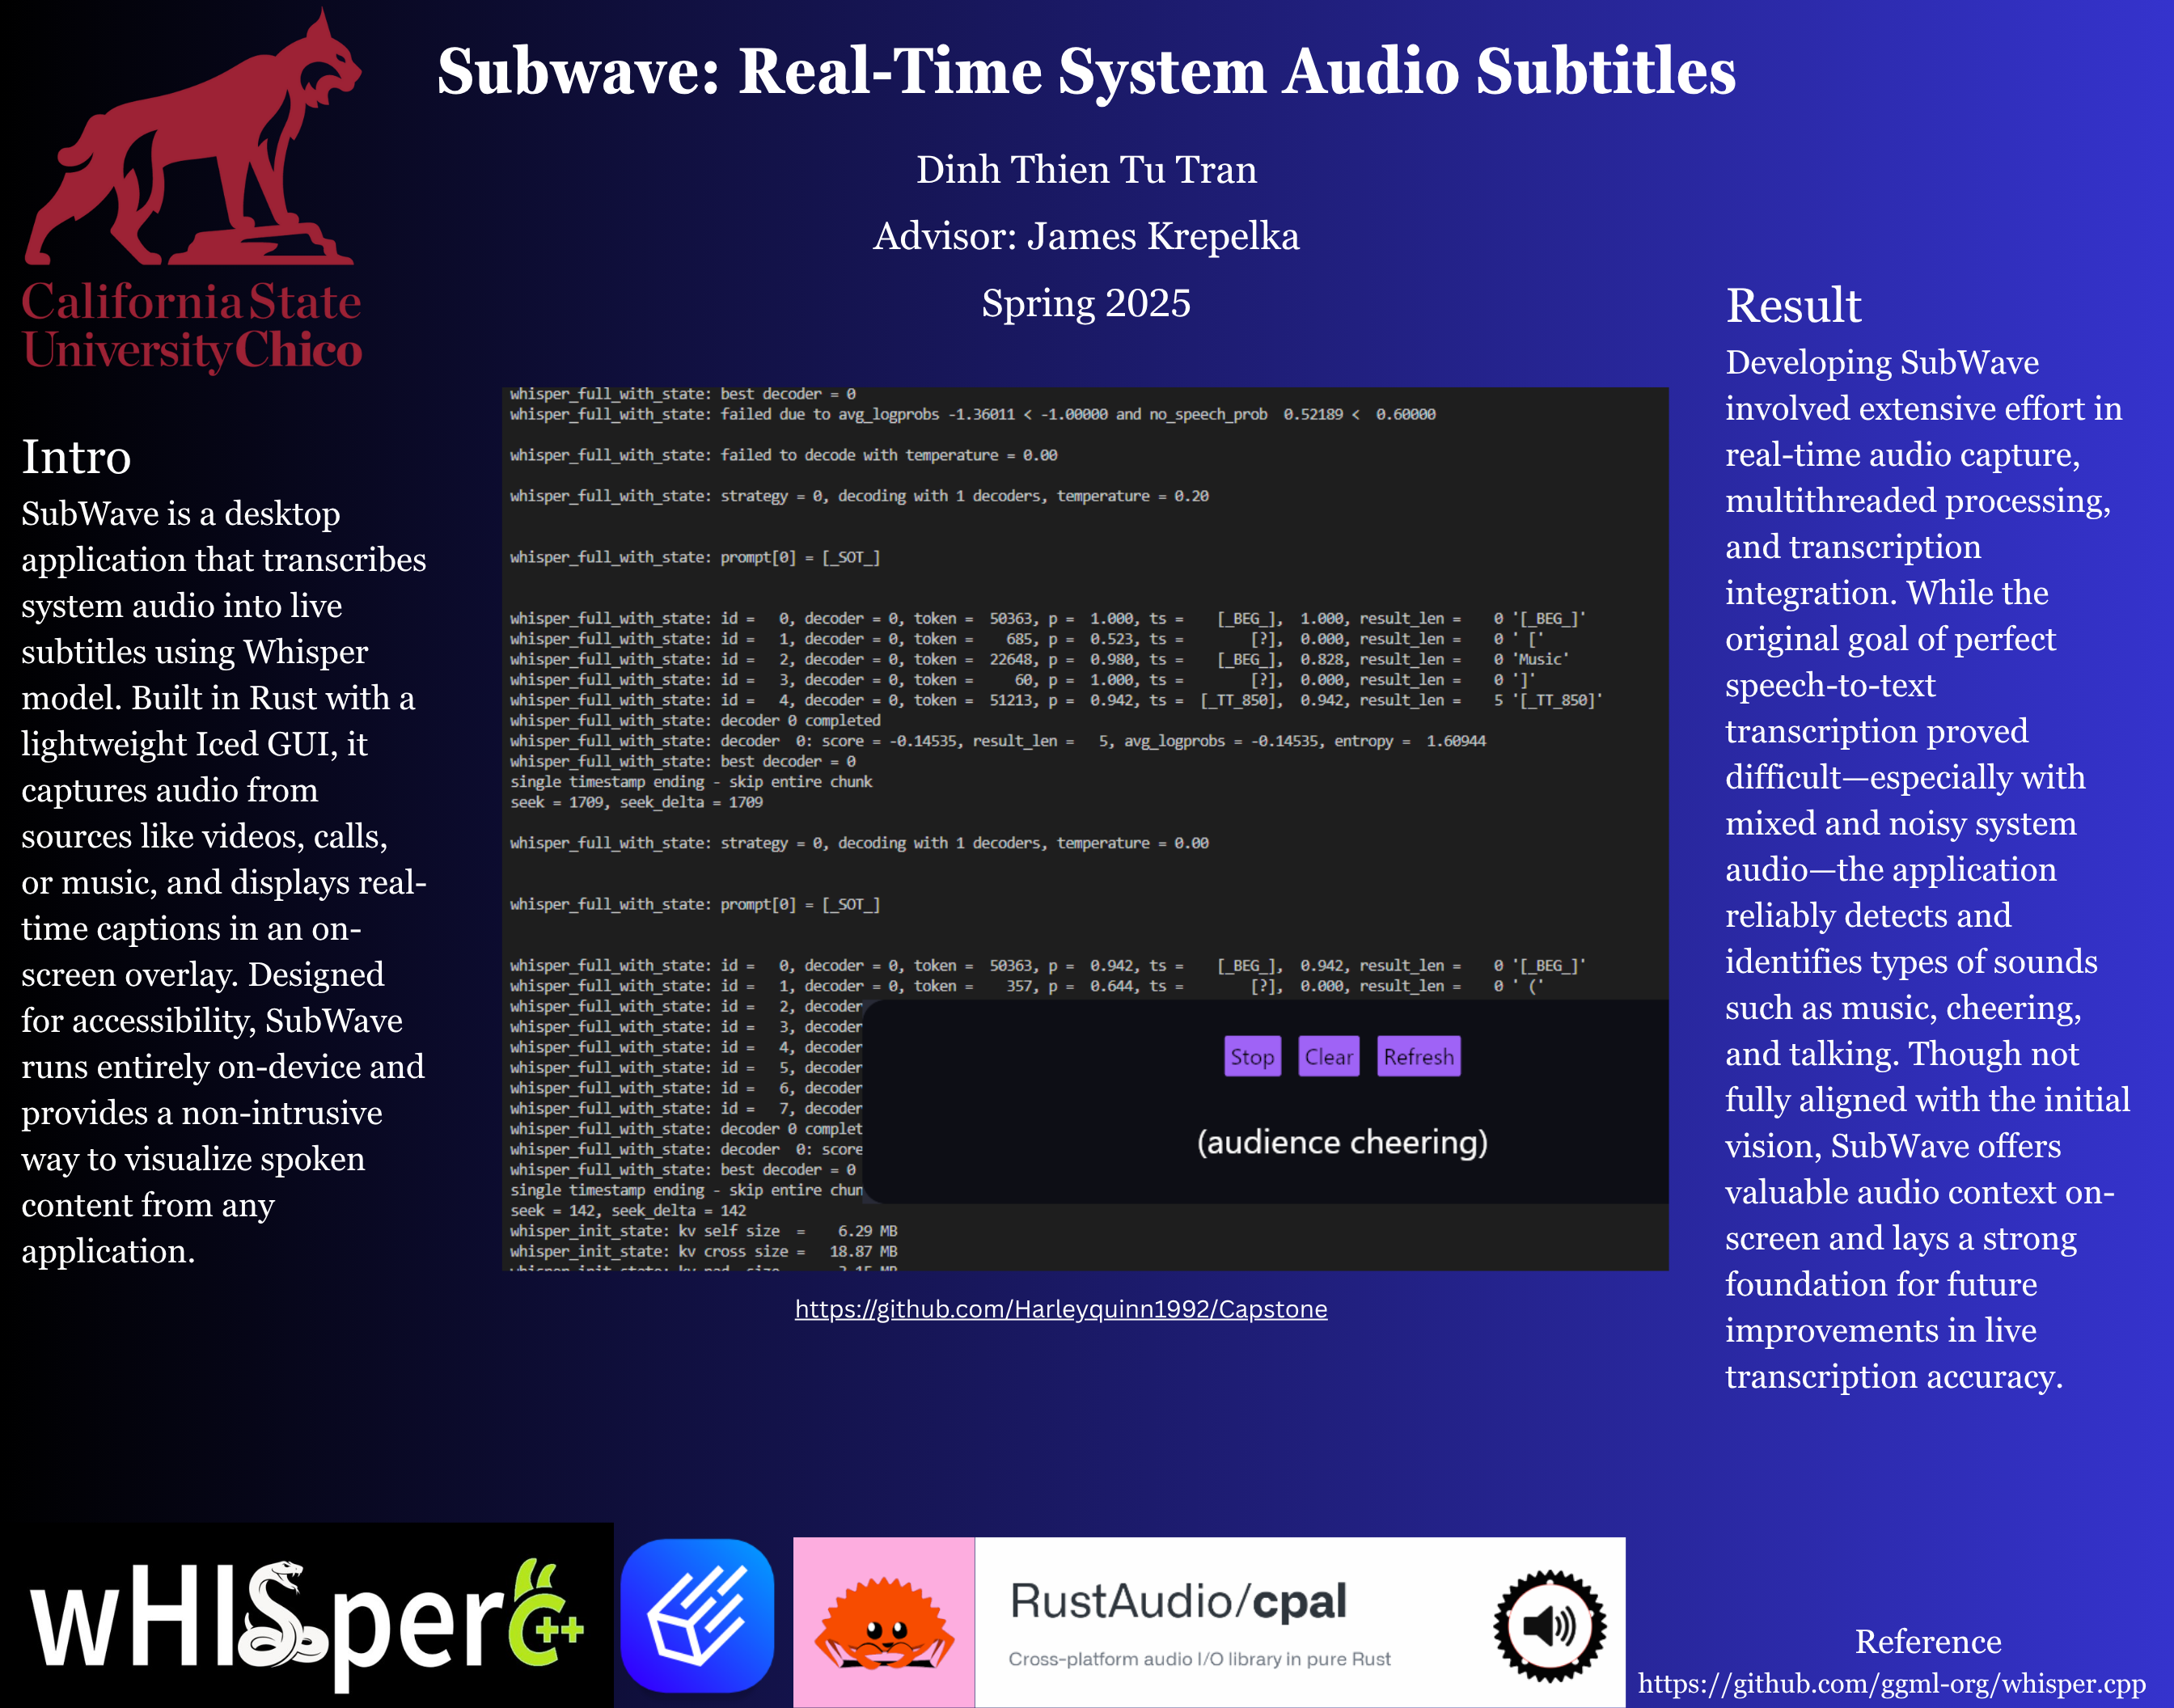 Subwave: Real-Time System Audio Subtitles
Dinh Thien Tu Tran
Advisor: James Krepelka
Spring 2025
California State
University Chico
Intro
SubWave is a desktop
application that transcribes
system audio into live
subtitles using Whisper
model. Built in Rust with a
lightweight Iced GUI, it
captures audio from
sources like videos, calls,
or music, and displays real-
time captions in an on-
screen overlay. Designed
for accessibility, SubWave
runs entirely on-device and
provides a non-intrusive
way to visualize spoken
content from any
application.
whisper_full_with_state: best decoder = 0
whisper_full_with_state: failed due to avg_logprobs -1.36011 < -1.00000 and no_speech_prob 0.52189 < 0.60000
whisper_full_with_state: failed to decode with temperature = 0.00
whisper_full_with_state: strategy = 0, decoding with 1 decoders, temperature = 0.20
whisper_full_with_state: prompt[0] = [_SOT_]
whisper_full_with_state: id = 0, decoder = 0, token = 50363, p = 1.000, ts = [_BEG_], 1.000, result_len = 0 '[_BEG_]'
whisper_full_with_state: id = 1, decoder = 0, token = 685, p = 0.523, ts = [?], 0.000, result_len = 0 ' ['
whisper_full_with_state: id = 2, decoder = 0, token = 22648, p = 0.980, ts = [_BEG_], 0.828, result_len = 0 'Music'
whisper_full_with_state: id = 3, decoder = 0, token = 60, p = 1.000, ts = [?], 0.000, result_len = 0 ']'
whisper_full_with_state: id = 4, decoder = 0, token = 51213, p = 0.942, ts = [_TT_850], 0.942, result_len = 5 '[_TT_850]'
whisper_full_with_state: decoder 0 completed
whisper_full_with_state: decoder 0: score = -0.14535, result_len = 5, avg_logprobs = -0.14535, entropy = 1.60944
whisper_full_with_state: best decoder = 0
single timestamp ending - skip entire chunk
seek = 1709, seek_delta = 1709
whisper_full_with_state: strategy = 0, decoding with 1 decoders, temperature = 0.00
whisper_full_with_state: prompt[0] = [_SOT_]
whisper_full_with_state: id = 0, decoder = 0, token = 50363, p = 0.942, ts = [_BEG_], 0.942, result_len = 0 '[_BEG_]'
whisper_full_with_state: id = 1, decoder = 0, token = 357, p = 0.644, ts = [?], 0.000, result_len = 0 ' ('
whisper_full_with_state: id = 2, decoder
whisper_full_with_state: id = 3, decoder
whisper_full_with_state: id = 4, decoder
whisper_full_with_state: id = 5, decoder
whisper_full_with_state: id = 6, decoder
whisper_full_with_state: id = 7, decoder
whisper_full_with_state: decoder 0 complet
whisper_full_with_state: decoder 0: score
whisper_full_with_state: best decoder = 0
single timestamp ending - skip entire chun
seek = 142, seek_delta = 142
whisper_init_state: kv self size = 6.29 MB
whisper_init_state: kv cross size = 18.87 MB
Stop Clear Refresh
(audience cheering)
https://github.com/Harleyquinn1992/Capstone
Result
Developing SubWave
involved extensive effort in
real-time audio capture,
multithreaded processing,
and transcription
integration. While the
original goal of perfect
speech-to-text
transcription proved
difficult—especially with
mixed and noisy system
audio—the application
reliably detects and
identifies types of sounds
such as music, cheering,
and talking. Though not
fully aligned with the initial
vision, SubWave offers
valuable audio context on-
screen and lays a strong
foundation for future
improvements in live
transcription accuracy.
wHISperC++
RustAudio/cpal
Cross-platform audio I/O library in pure Rust
Reference
https://github.com/ggml-org/whisper.cpp